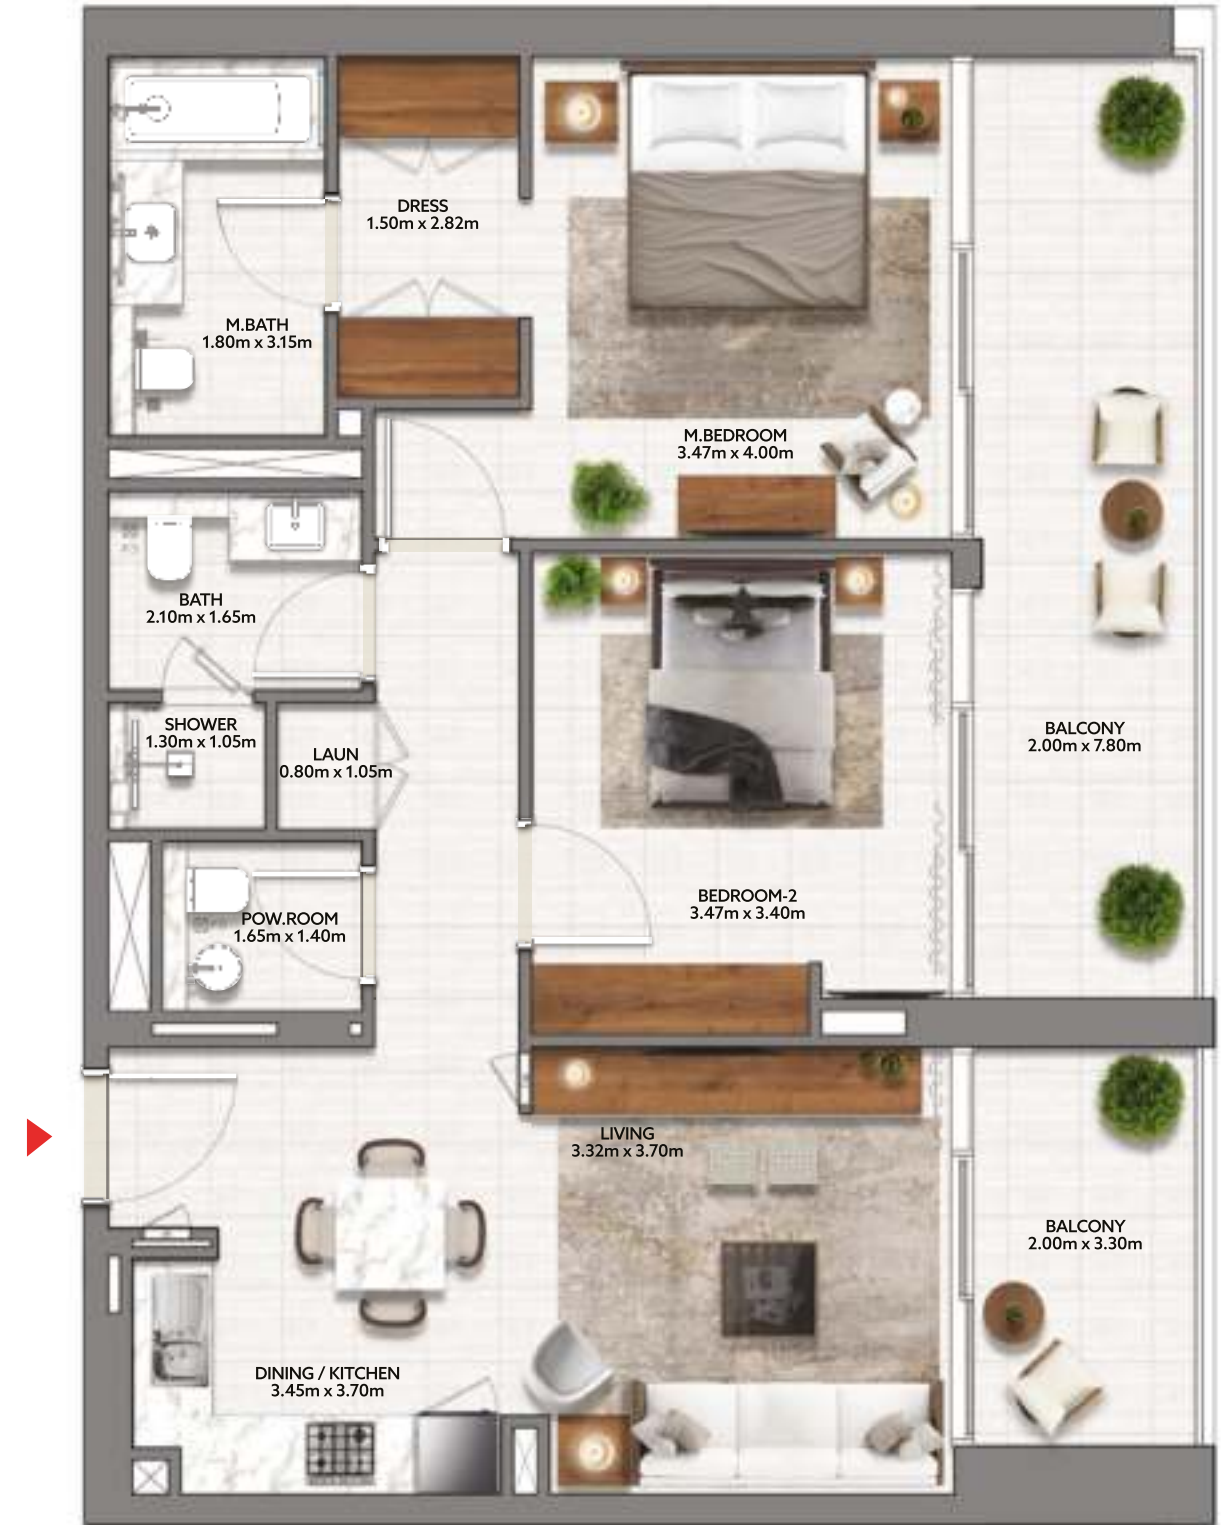 DRESS
1.50m x 2.82m
M.BATH
1.80m x 3.15m
M.BEDROOM
3.47m x 4.00m
BATH
2.10m x 1.65m
SHOWER
1.30m x 1.05m
LAUN
0.80m x 1.05m
BALCONY
2.00m x 7.80m
BEDROOM-2
3.47m x 3.40m
POW.ROOM
1.65m x 1.40m
LIVING
3.32m x 3.70m
BALCONY
2.00m x 3.30m
DINING / KITCHEN
3.45m x 3.70m